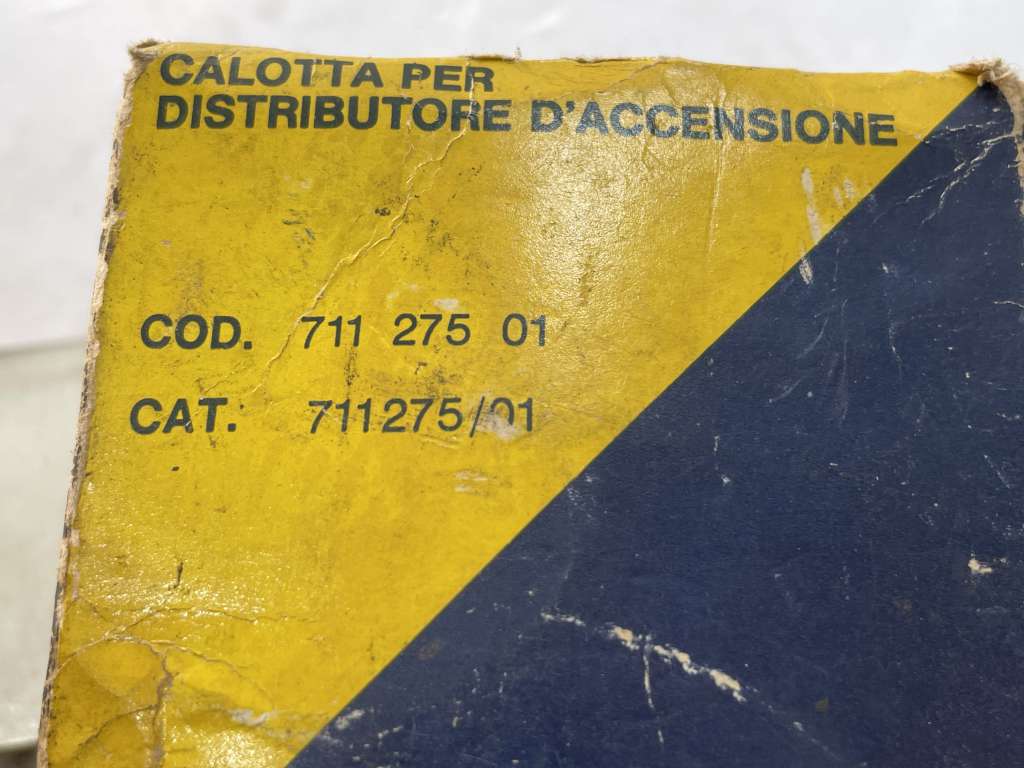 CALOTTA PER
DISTRIBUTORE D'ACCENSIONE
COD. 711 275 01
CAT. 711275/01